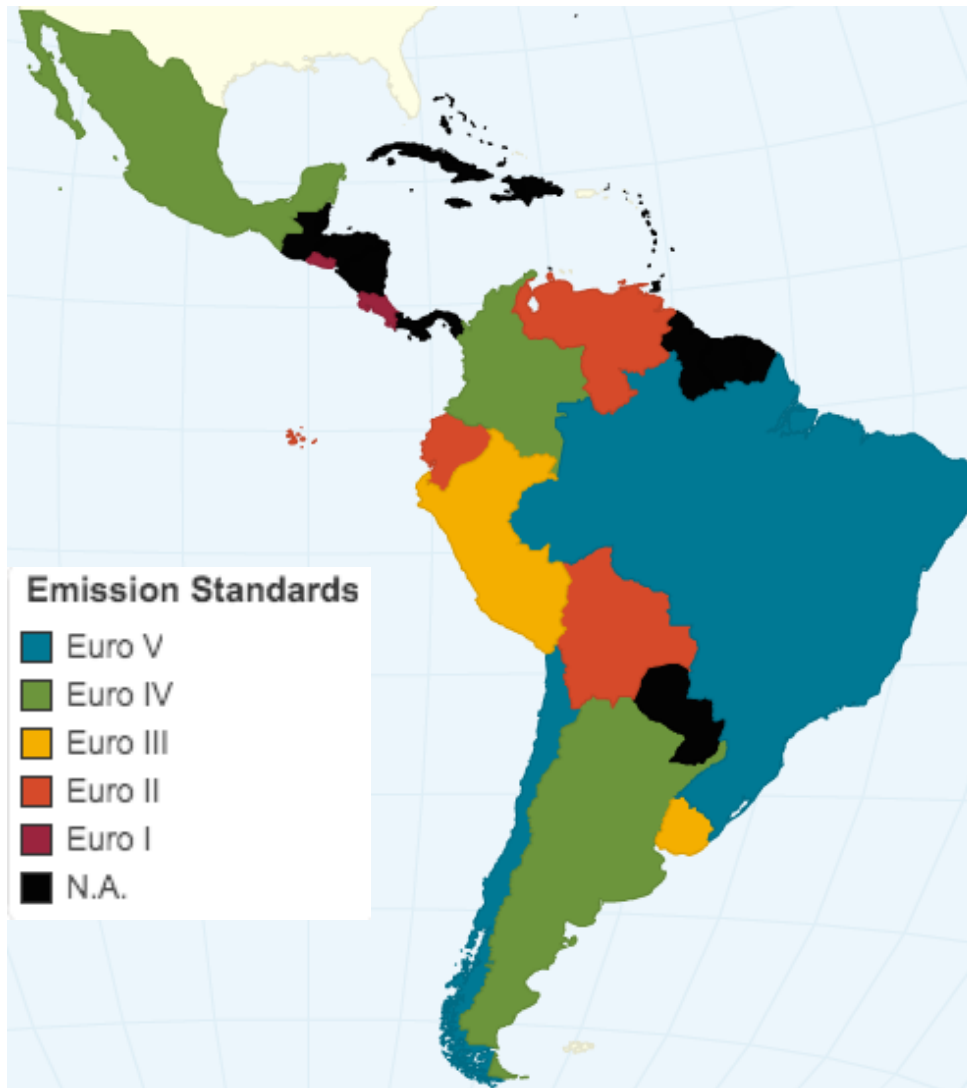 Emission Standards
Euro V
Euro IV
Euro III
Euro II
Euro I
N.A.